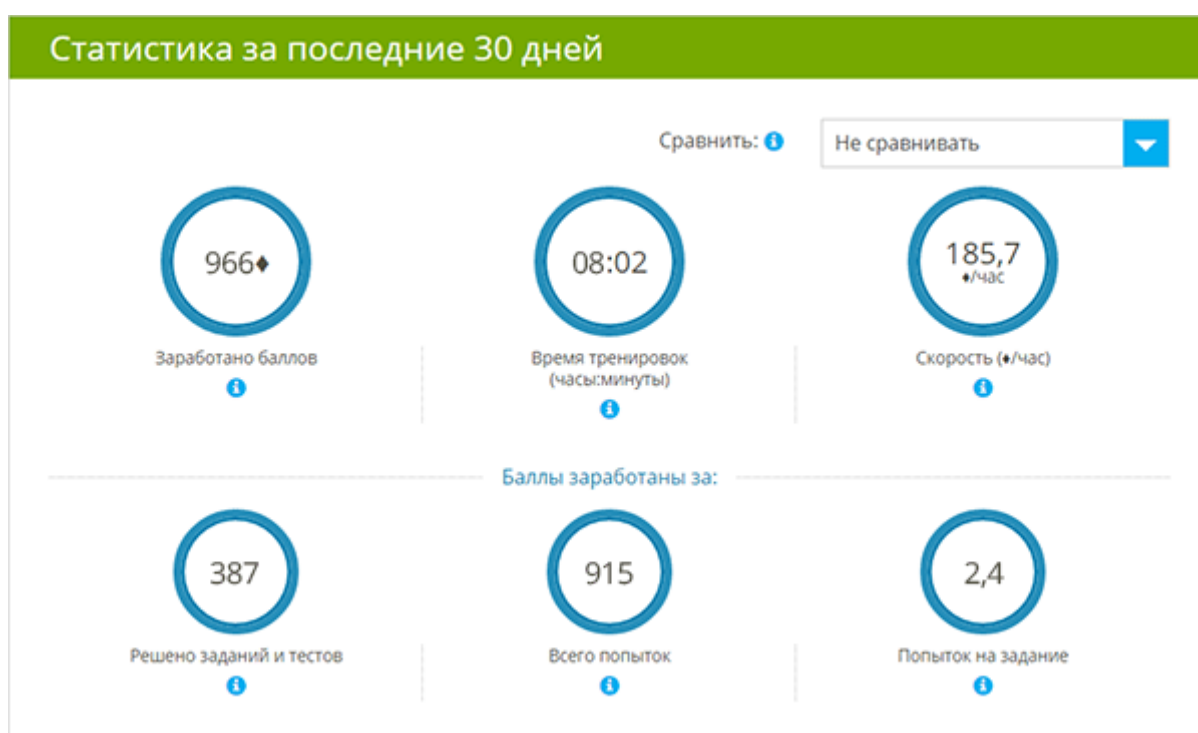 Статистика за последние 30 дней
Сравнить:
Не сравнивать
966♦
08:02
185,7
♦/час
Заработано баллов
Время тренировок
(часы:минуты)
Скорость (♦/час)
Баллы заработаны за:
387
915
2,4
Решено заданий и тестов
Всего попыток
Попыток на задание